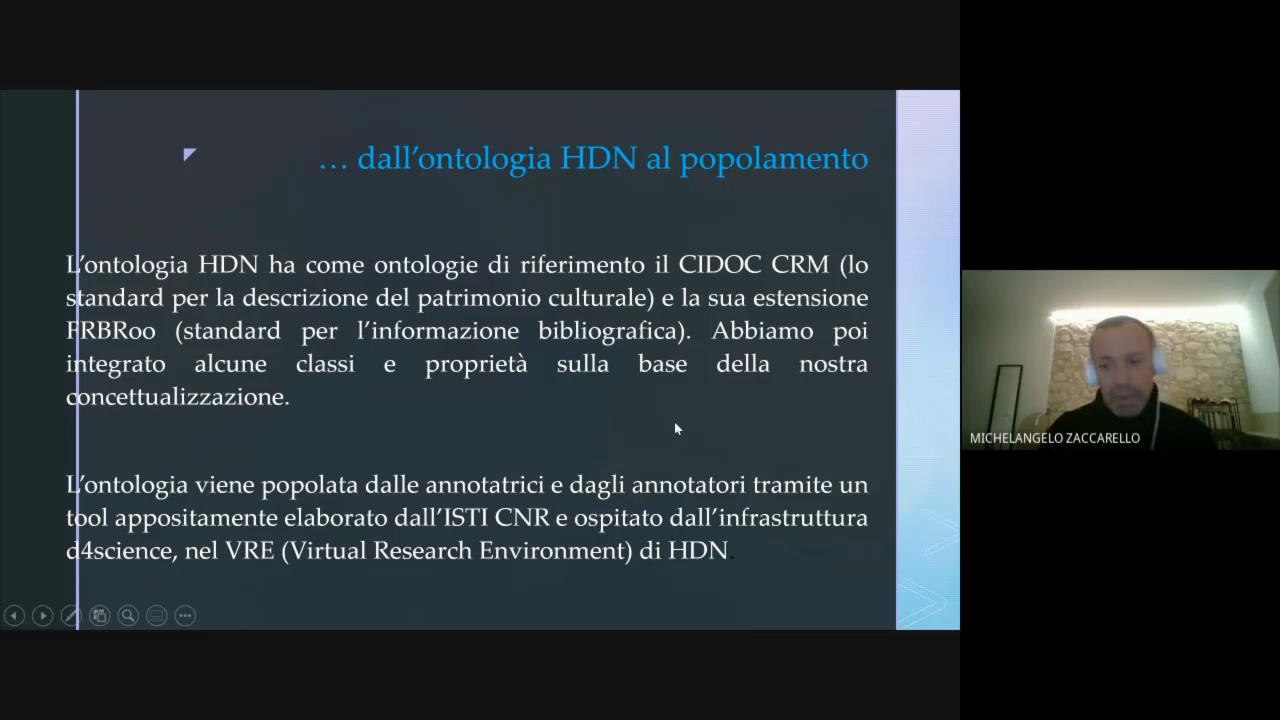 … dall’ontologia HDN al popolamento
L’ontologia HDN ha come ontologie di riferimento il CIDOC CRM (lo
standard per la descrizione del patrimonio culturale) e la sua estensione
FRBRoo (standard per l’informazione bibliografica). Abbiamo poi
integrato alcune classi e proprietà sulla base della nostra
concettualizzazione.
L’ontologia viene popolata dalle annotatrici e dagli annotatori tramite un
tool appositamente elaborato dall’ISTI CNR e ospitato dall’infrastruttura
d4science, nel VRE (Virtual Research Environment) di HDN.
MICHELANGELO ZACCARELLO